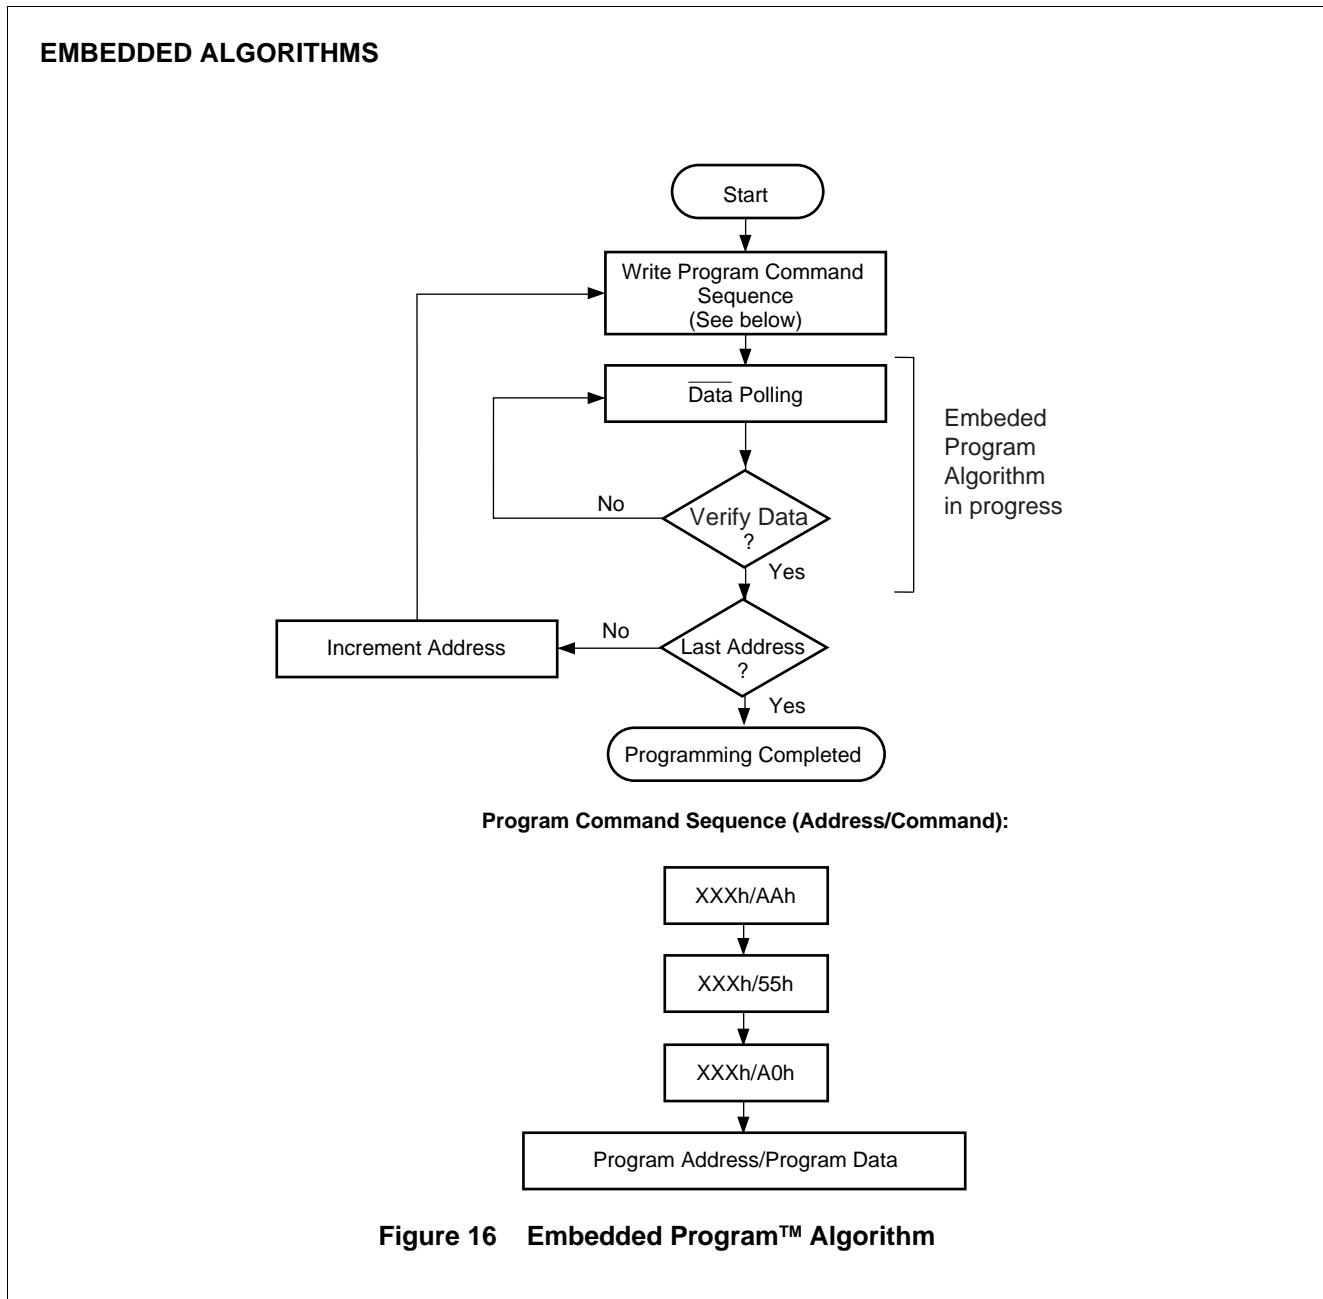 EMBEDDED ALGORITHMS
Start
Write Program Command
Sequence
(See below)
Data Polling
Embeded
Program
Algorithm
in progress
No
Verify Data
?
Yes
No
Increment Address
Last Address
?
Yes
Programming Completed
Program Command Sequence (Address/Command):
XXXh/AAh
XXXh/55h
XXXh/A0h
Program Address/Program Data
Figure 16 Embedded Program™ Algorithm